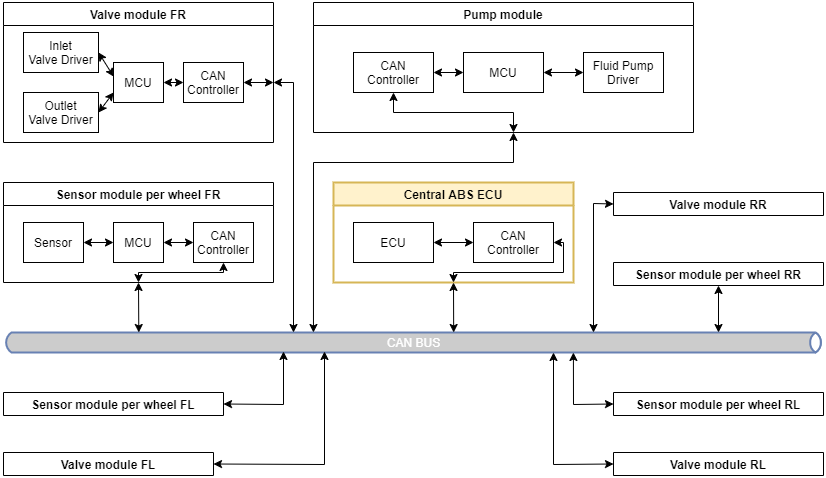 Valve module FR
Inlet
Valve Driver
MCU
CAN
Controller
Outlet
Valve Driver
Pump module
CAN
Controller
MCU
Fluid Pump
Driver
Sensor module per wheel FR
Sensor
MCU
CAN
Controller
Central ABS ECU
ECU
CAN
Controller
Valve module RR
Sensor module per wheel RR
CAN BUS
Sensor module per wheel FL
Sensor module per wheel RL
Valve module FL
Valve module RL